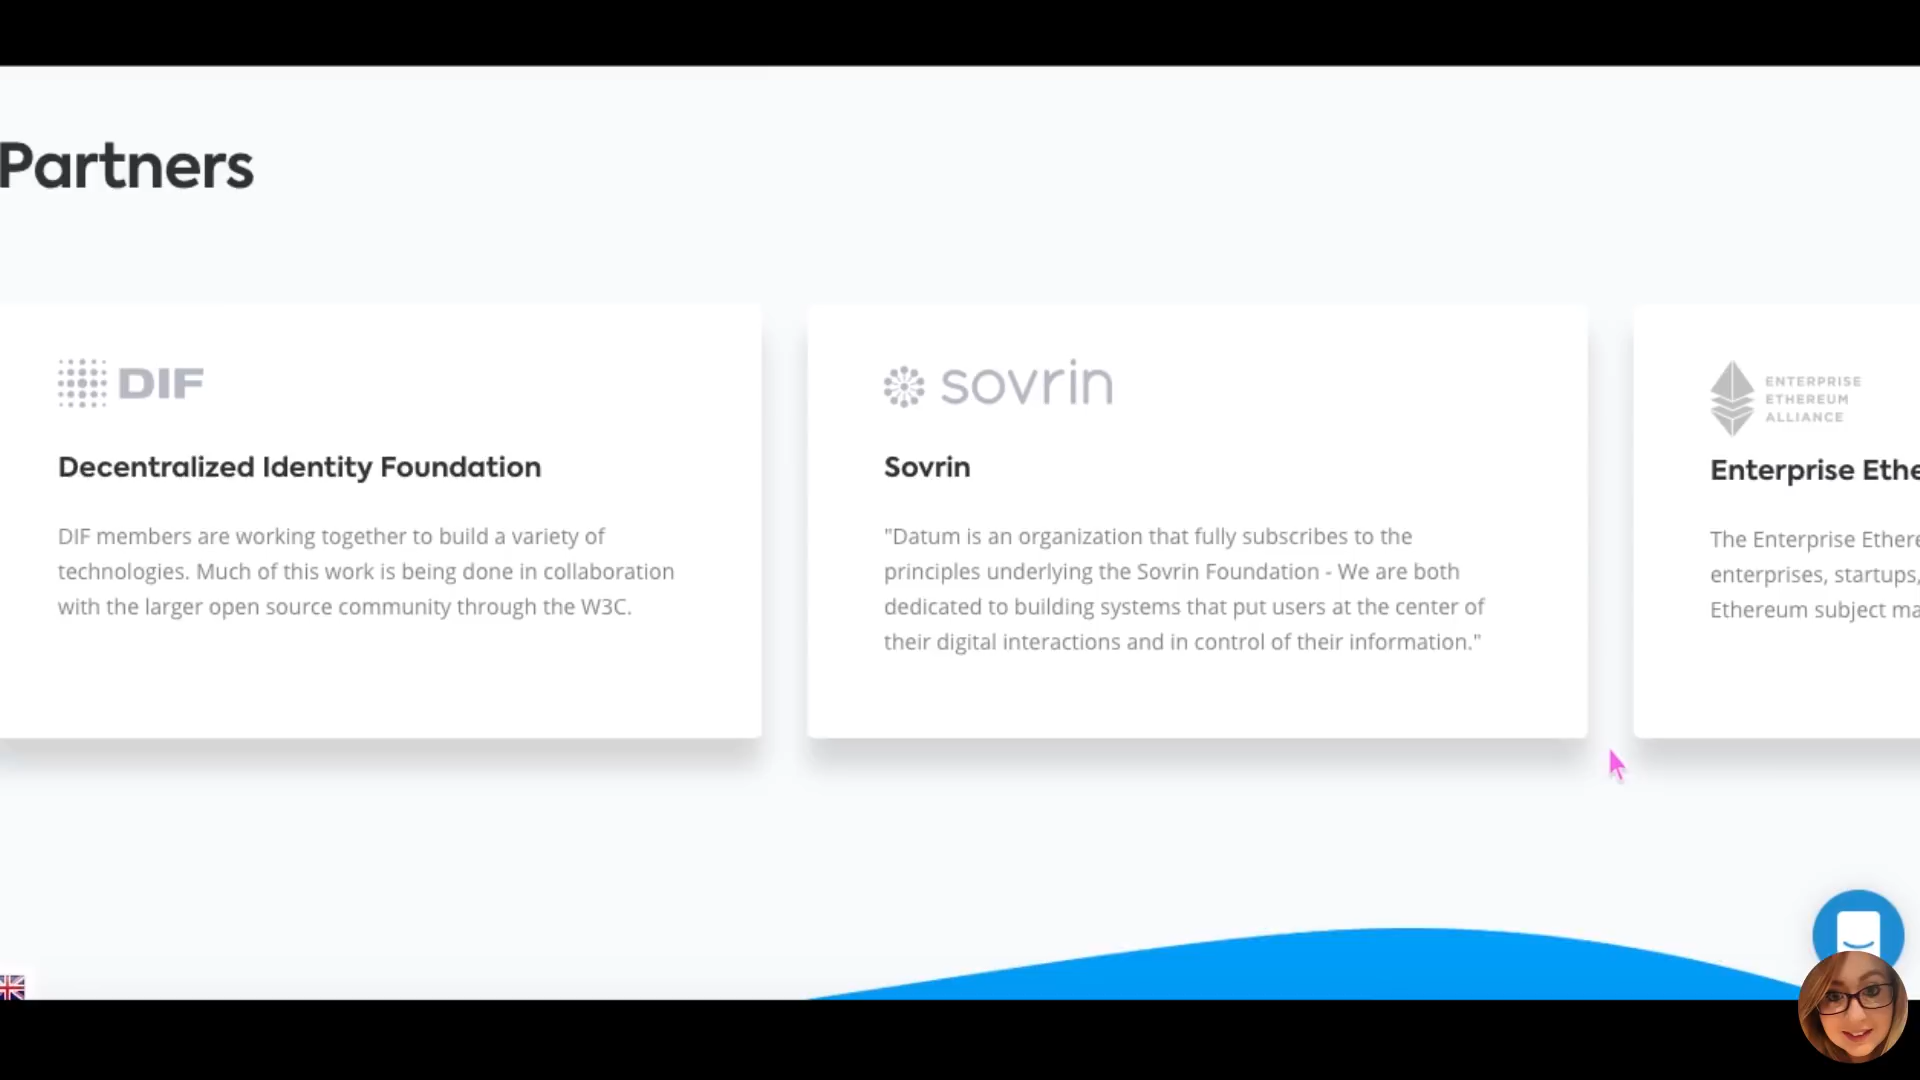 Partners
DIF
Decentralized Identity Foundation
DIF members are working together to build a variety of
technologies. Much of this work is being done in collaboration
with the larger open source community through the W3C.
sovrin
Sovrin
"Datum is an organization that fully subscribes to the
principles underlying the Sovrin Foundation - We are both
dedicated to building systems that put users at the center of
their digital interactions and in control of their information."
ENTERPRISE
ETHEREUM
ALLIANCE
Enterprise Ethe
The Enterprise Ethere
enterprises, startups,
Ethereum subject ma